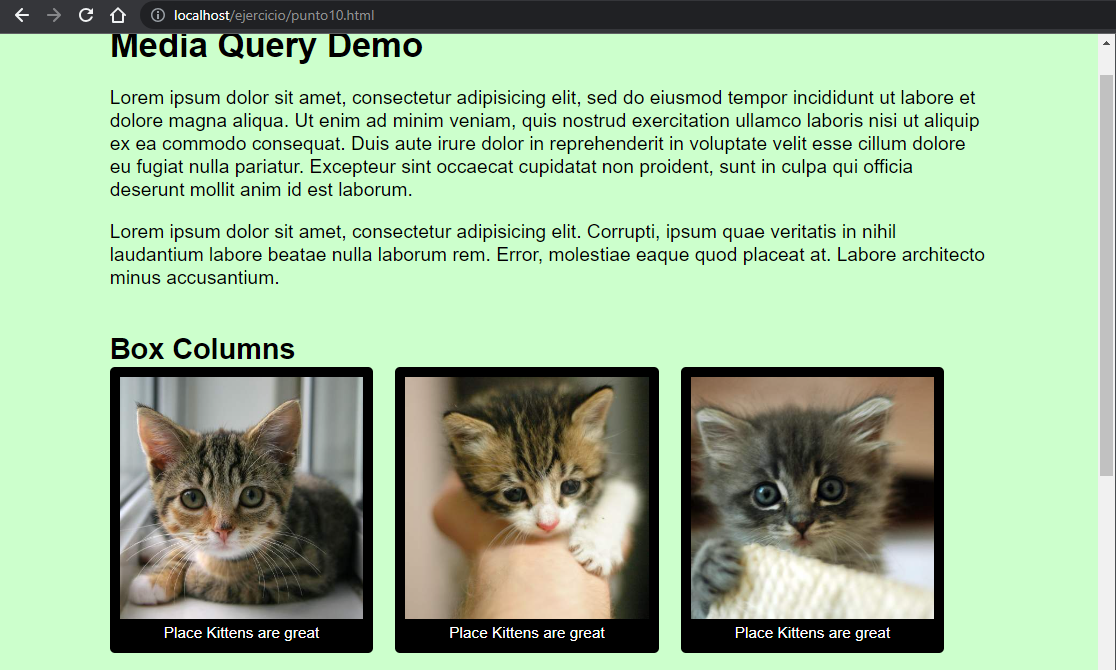 localhost/ejercicio/punto10.html
Media Query Demo
Lorem ipsum dolor sit amet, consectetur adipisicing elit, sed do eiusmod tempor incididunt ut labore et
dolore magna aliqua. Ut enim ad minim veniam, quis nostrud exercitation ullamco laboris nisi ut aliquip
ex ea commodo consequat. Duis aute irure dolor in reprehenderit in voluptate velit esse cillum dolore
eu fugiat nulla pariatur. Excepteur sint occaecat cupidatat non proident, sunt in culpa qui officia
deserunt mollit anim id est laborum.
Lorem ipsum dolor sit amet, consectetur adipisicing elit. Corrupti, ipsum quae veritatis in nihil
laudantium labore beatae nulla laborum rem. Error, molestiae eaque quod placeat at. Labore architecto
minus accusantium.
Box Columns
Place Kittens are great
Place Kittens are great
Place Kittens are great